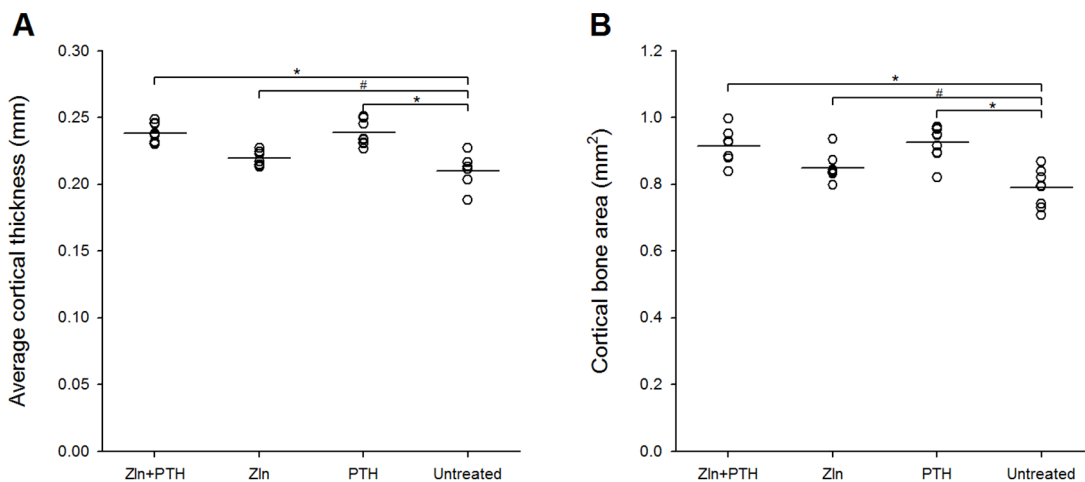 A
Average cortical thickness (mm)
0.30
0.25
0.20
0.15
0.10
0.05
0.00
*
#
*
Zln+PTH
Zln
PTH
Untreated
B
Cortical bone area (mm²)
1.2
1.0
0.8
0.6
0.4
0.2
0.0
*
#
*
Zln+PTH
Zln
PTH
Untreated